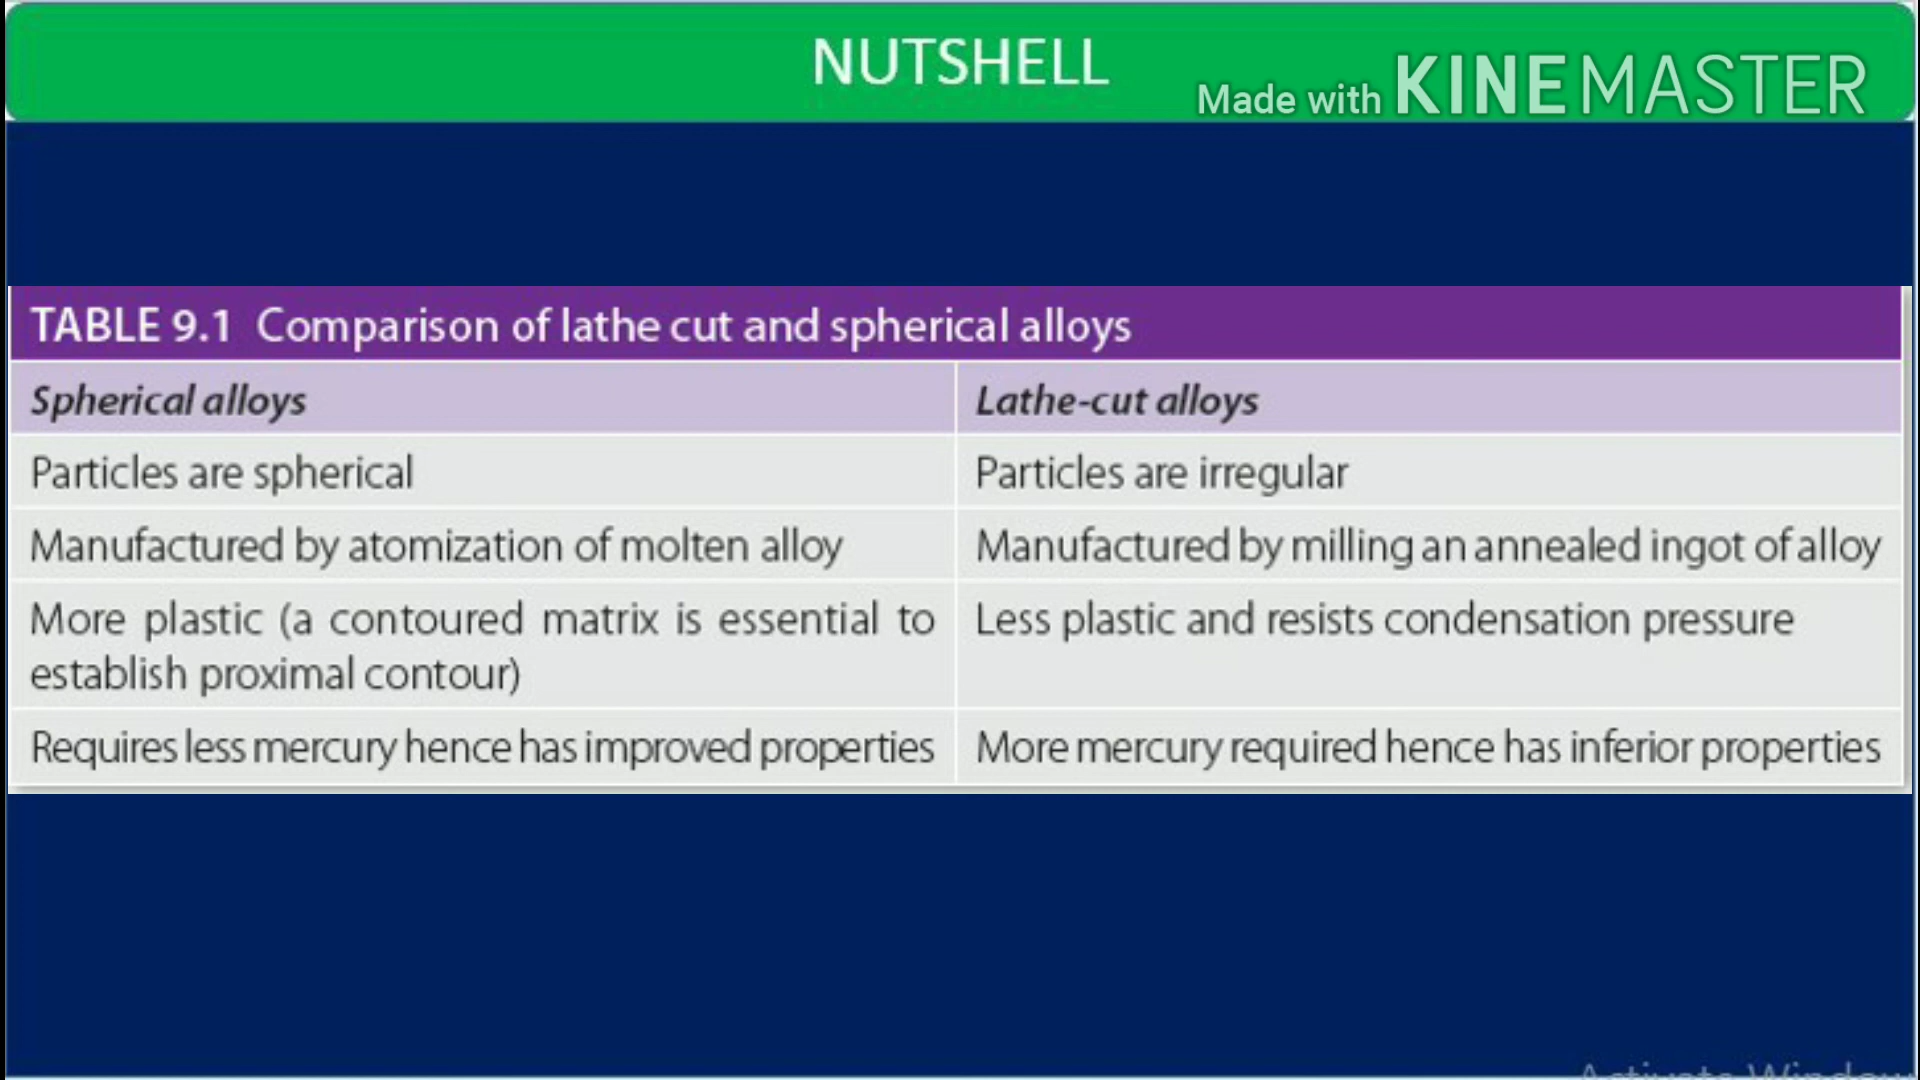 NUTSHELL
Made with KINEMASTER
TABLE 9.1 Comparison of lathe cut and spherical alloys
Spherical alloys
Lathe-cut alloys
Particles are spherical
Particles are irregular
Manufactured by atomization of molten alloy
Manufactured by milling an annealed ingot of alloy
More plastic (a contoured matrix is essential to
establish proximal contour)
Less plastic and resists condensation pressure
Requires less mercury hence has improved properties
More mercury required hence has inferior properties